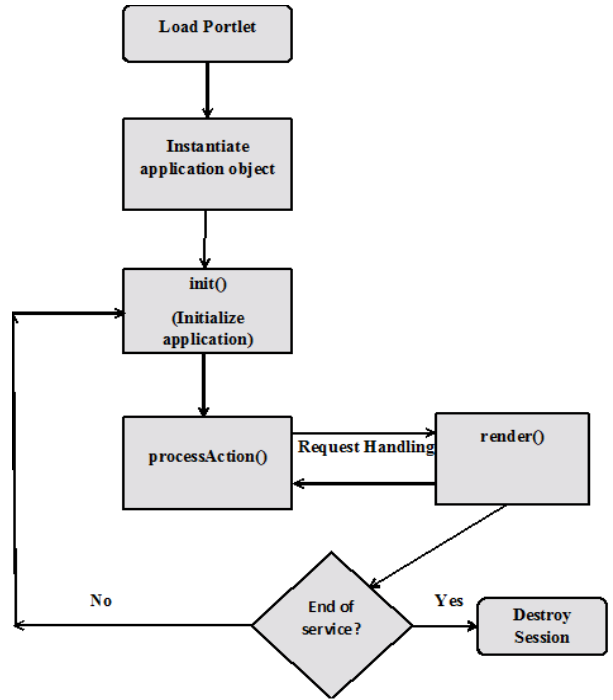 Load Portlet
Instantiate
application object
init()
(Initialize
application)
processAction()
Request Handling
render()
End of
service?
No
Yes
Destroy
Session